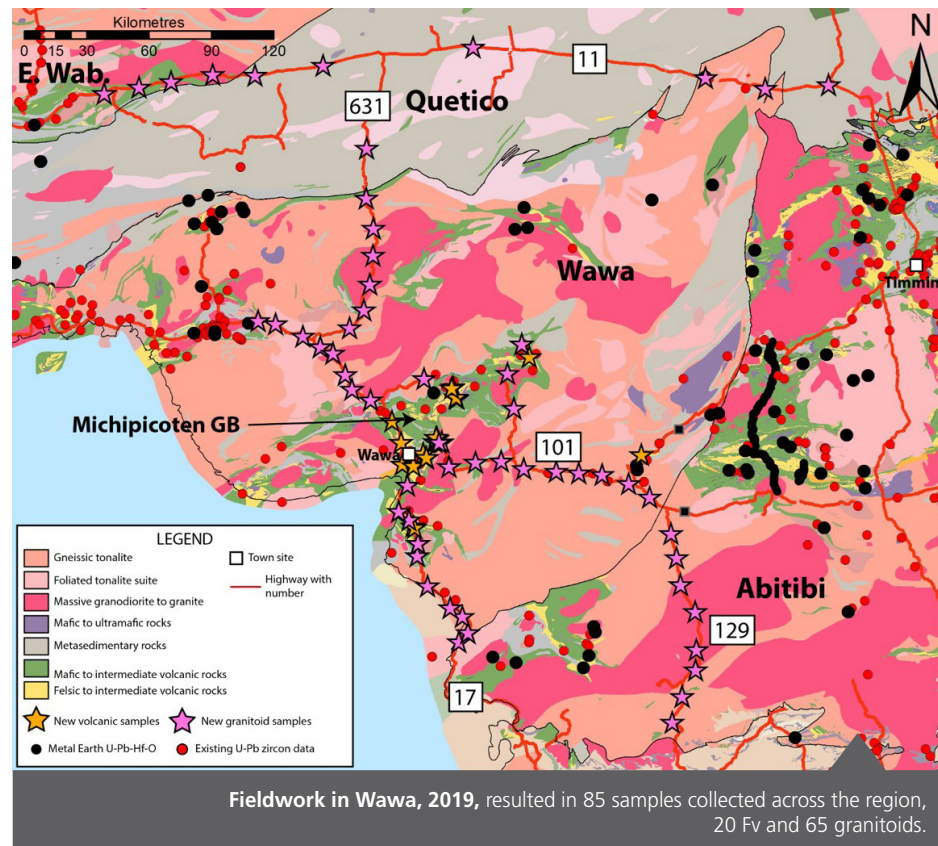 Kilometres
0 15 30 60 90 120
N
E. Wab.
11
631
Quetico
Wawa
Timmin
Michipicoten GB
Wawa
101
Abitibi
129
17
LEGEND
Gneissic tonalite
Foliated tonalite suite
Massive granodiorite to granite
Mafic to ultramafic rocks
Metasedimentary rocks
Mafic to intermediate volcanic rocks
Felsic to intermediate volcanic rocks
Town site
Highway with
number
New volcanic samples
New granitoid samples
Metal Earth U-Pb-Hf-O
Existing U-Pb zircon data
Fieldwork in Wawa, 2019, resulted in 85 samples collected across the region,
20 Fv and 65 granitoids.